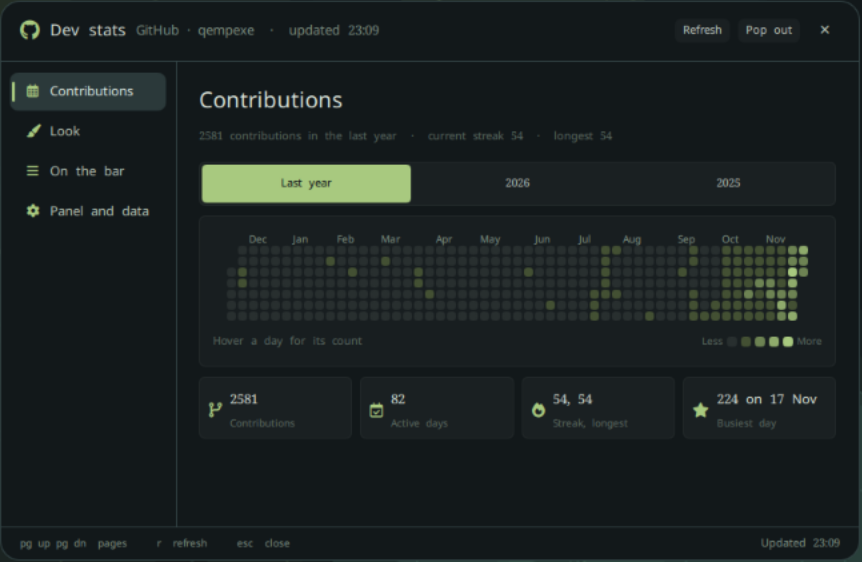 Dev stats GitHub · qempexe · updated 23:09 Refresh Pop out ×
Contributions
Look
On the bar
Panel and data
Contributions
2581 contributions in the last year · current streak 54 · longest 54
Last year 2026 2025
Dec Jan Feb Mar Apr May Jun Jul Aug Sep Oct Nov
Hover a day for its count Less More
2581
Contributions
82
Active days
54, 54
Streak, longest
224 on 17 Nov
Busiest day
pg up pg dn pages r refresh esc close Updated 23:09